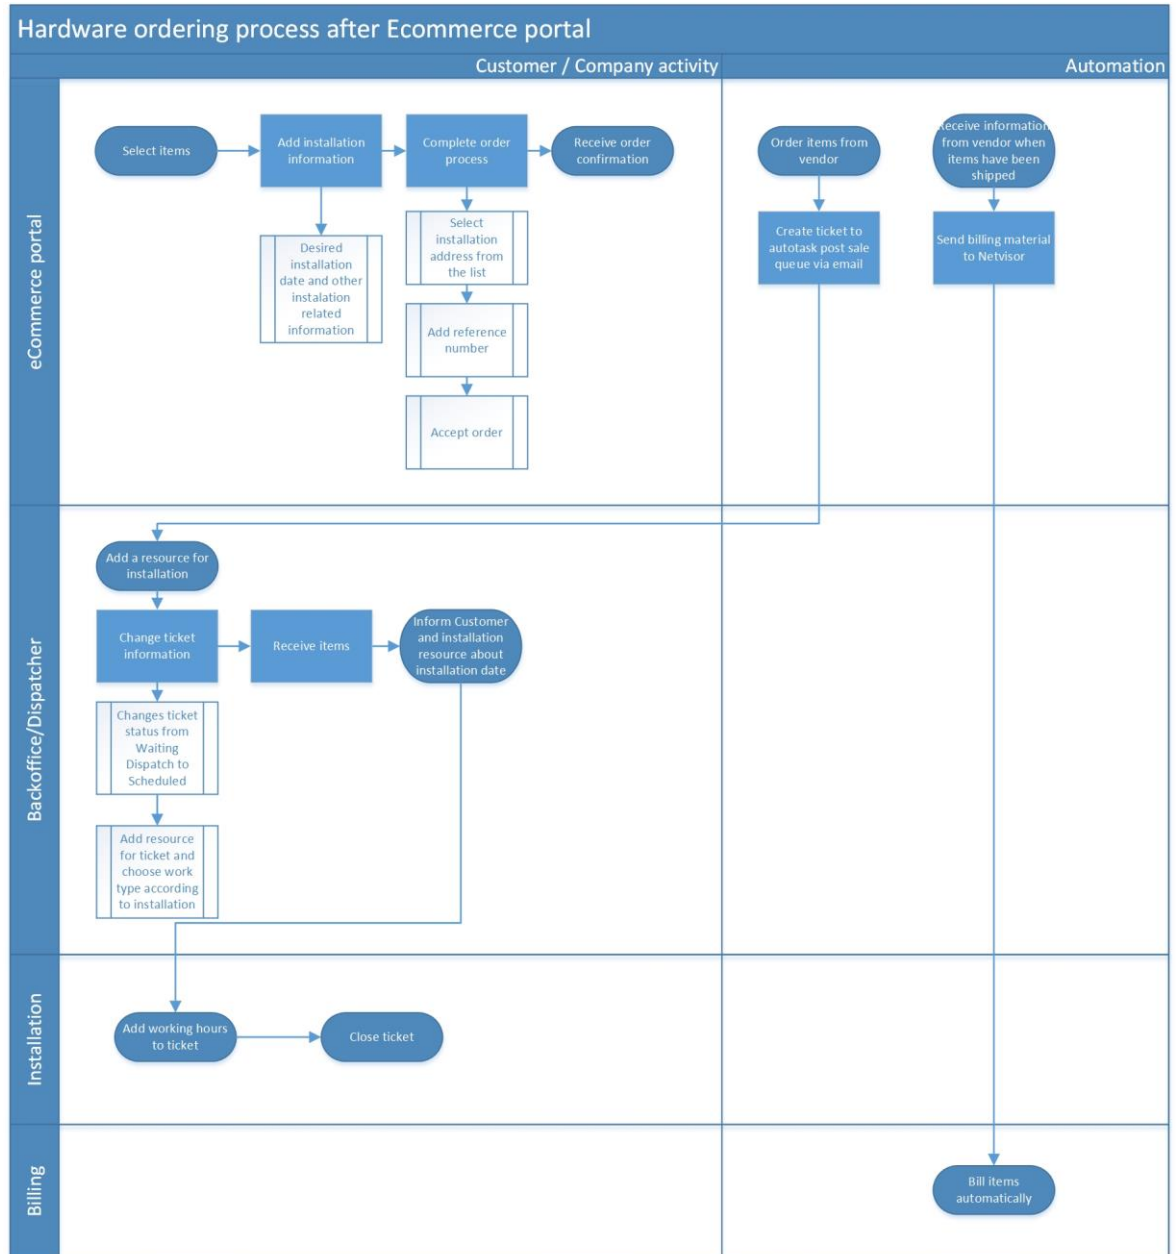 Hardware ordering process after Ecommerce portal
Customer / Company activity
Automation
eCommerce portal
Select items
Add installation
information
Complete order
process
Receive order
confirmation
Order items from
vendor
Receive information
from vendor when
items have been
shipped
Desired
installation
date and other
instalation
related
information
Select
installation
address from
the list
Add reference
number
Accept order
Create ticket to
autotask post sale
queue via email
Send billing material
to Netvisor
Backoffice/Dispatcher
Add a resource for
installation
Change ticket
information
Receive items
Inform Customer
and installation
resource about
installation date
Changes ticket
status from
Waiting
Dispatch to
Scheduled
Add resource
for ticket and
choose work
type according
to installation
Installation
Add working hours
to ticket
Close ticket
Billing
Bill items
automatically